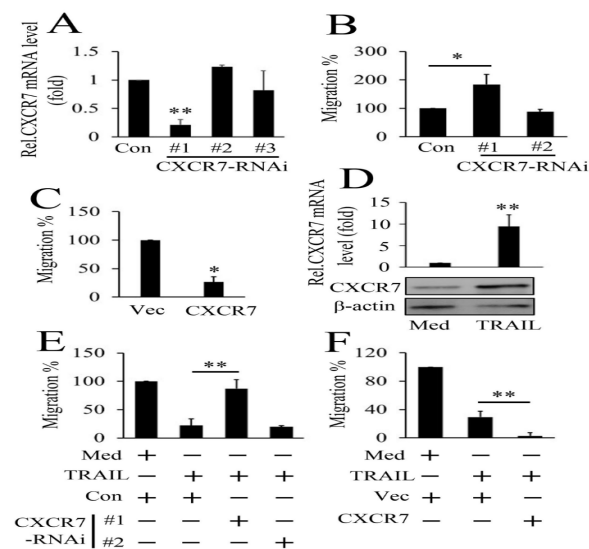 A
Rel.CXCR7 mRNA level
(fold)
1.5
1
0.5
0
**
Con #1 #2 #3
CXCR7-RNAi
B
Migration %
300
200
100
0
*
Con #1 #2
CXCR7-RNAi
C
Migration %
150
100
50
0
*
Vec CXCR7
D
Rel.CXCR7 mRNA
level (fold)
15
10
5
0
**
CXCR7
β-actin
Med TRAIL
E
Migration %
150
100
50
0
**
Med + − − −
TRAIL − + + +
Con + + − −
CXCR7
-RNAi
#1 − − + −
#2 − − − +
F
Migration %
120
80
40
0
**
Med + − −
TRAIL − + +
Vec + + −
CXCR7 − − +